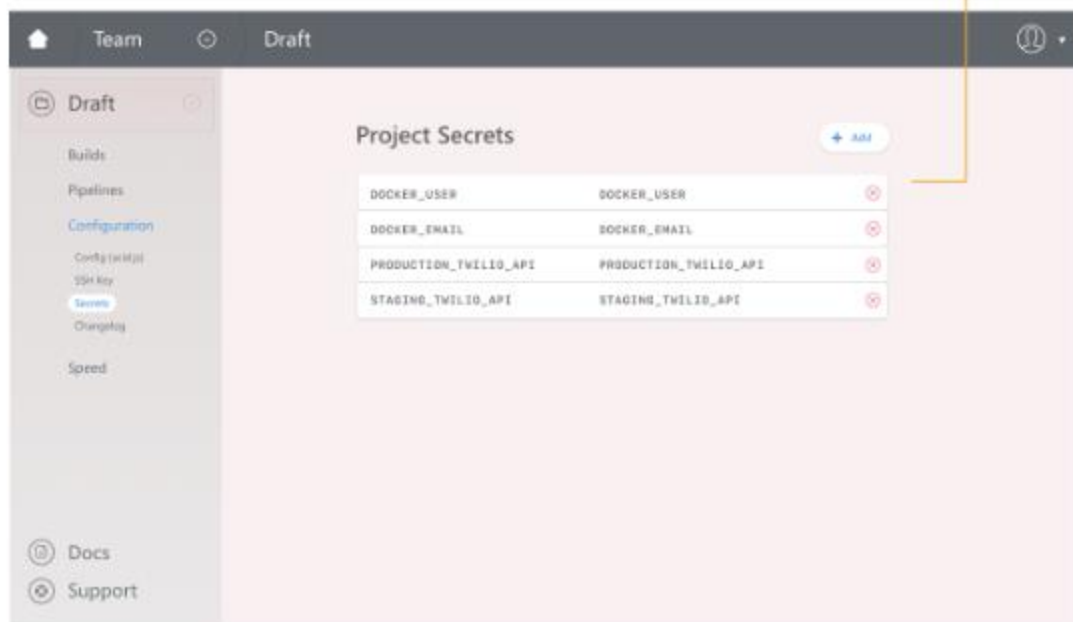 Team Draft
Draft
Builds
Pipelines
Configuration
SSH Key
Secrets
Changelog
Speed
Docs
Support
Project Secrets + Add
DOCKER_USER DOCKER_USER
DOCKER_EMAIL DOCKER_EMAIL
PRODUCTION_TWILIO_API PRODUCTION_TWILIO_API
STAGING_TWILIO_API STAGING_TWILIO_API